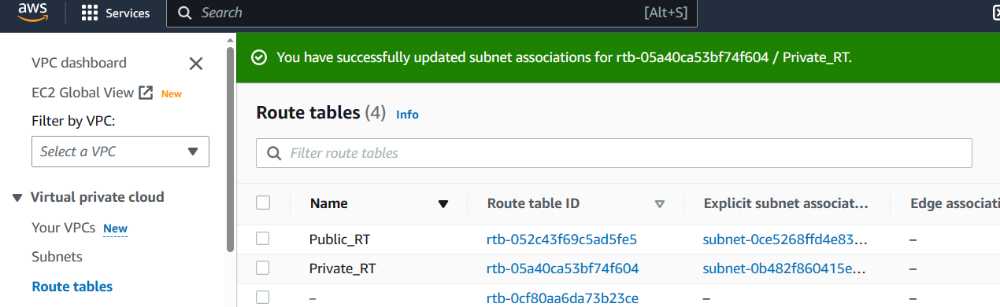 aws Services Search [Alt+S]
You have successfully updated subnet associations for rtb-05a40ca53bf74f604 / Private_RT.
VPC dashboard
EC2 Global View New
Filter by VPC:
Select a VPC
Virtual private cloud
Your VPCs New
Subnets
Route tables
Route tables (4) Info
Filter route tables
Name Route table ID Explicit subnet associat... Edge associati
Public_RT rtb-052c43f69c5ad5fe5 subnet-0ce5268ffd4e83... –
Private_RT rtb-05a40ca53bf74f604 subnet-0b482f860415e... –
– rtb-0cf80aa6da73b23ce – –